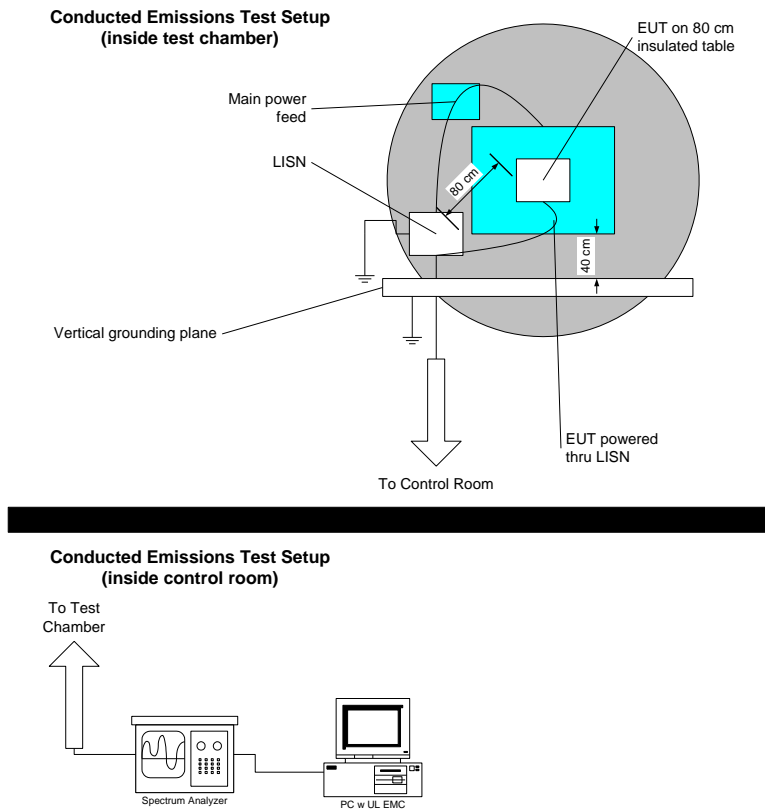 Conducted Emissions Test Setup
(inside test chamber)
EUT on 80 cm
insulated table
Main power
feed
LISN
80 cm
40 cm
Vertical grounding plane
EUT powered
thru LISN
To Control Room
Conducted Emissions Test Setup
(inside control room)
To Test
Chamber
Spectrum Analyzer
PC w UL EMC